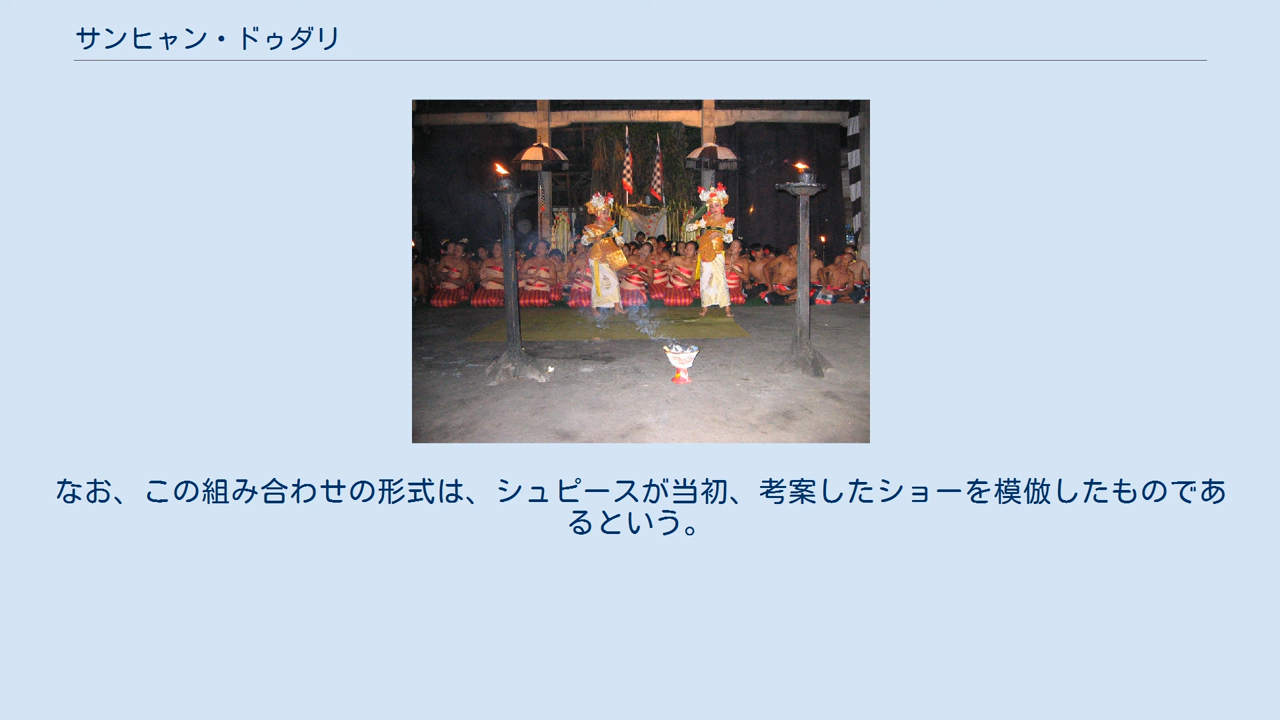 サンヒャン・ドゥダリ
なお、この組み合わせの形式は、シュピースが当初、考案したショーを模倣したものであ
るという。